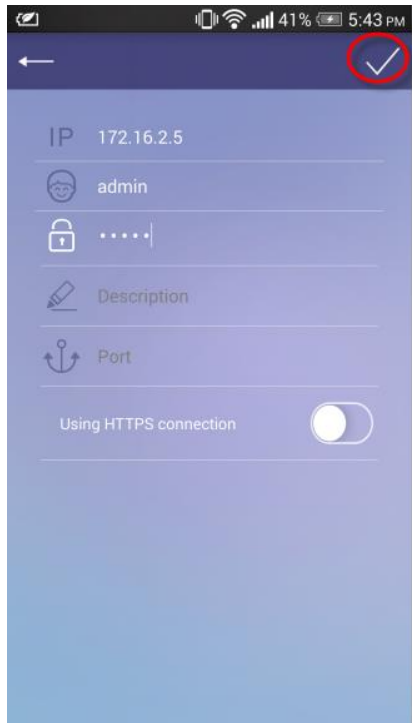 41% 5:43 PM
IP 172.16.2.5
admin
•••••
Description
Port
Using HTTPS connection